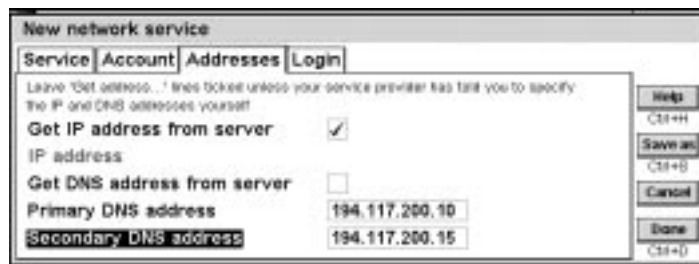 New network service
Service Account Addresses Login
Leave 'Get address...' lines ticked unless your service provider has told you to specify
the IP and DNS addresses yourself
Get IP address from server
IP address
Get DNS address from server
Primary DNS address 194.117.200.10
Secondary DNS address 194.117.200.15
Help
Ctrl+H
Save as
Ctrl+S
Cancel
Done
Ctrl+D